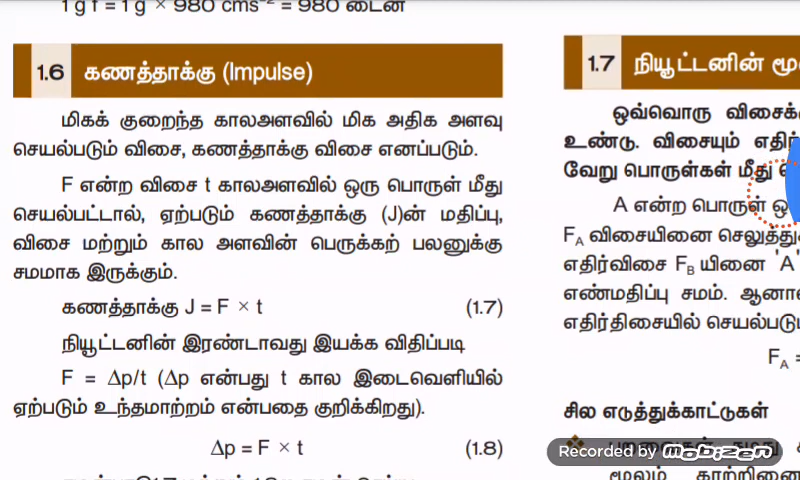 1 g f = 1 g × 980 cms⁻² = 980 டைன்
1.6 கணத்தாக்கு (Impulse)
மிகக் குறைந்த காலஅளவில் மிக அதிக அளவு
செயல்படும் விசை, கணத்தாக்கு விசை எனப்படும்.
F என்ற விசை t காலஅளவில் ஒரு பொருள் மீது
செயல்பட்டால், ஏற்படும் கணத்தாக்கு (J)ன் மதிப்பு,
விசை மற்றும் கால அளவின் பெருக்கற் பலனுக்கு
சமமாக இருக்கும்.
கணத்தாக்கு J = F × t (1.7)
நியூட்டனின் இரண்டாவது இயக்க விதிப்படி
F = Δp/t (Δp என்பது t கால இடைவெளியில்
ஏற்படும் உந்தமாற்றம் என்பதை குறிக்கிறது).
Δp = F × t (1.8)
1.7 நியூட்டனின்
ஒவ்வொரு
உண்டு. விசையும்
வேறு பொருள்கள் மீது
A என்ற பொருள்
F_A விசையினை
எதிர்விசை F_B யினை 'A'
எண்மதிப்பு சமம்.
எதிர்திசையில்
F_A =
சில எடுத்துக்காட்டுகள்
மூலம்
Recorded by mobizen